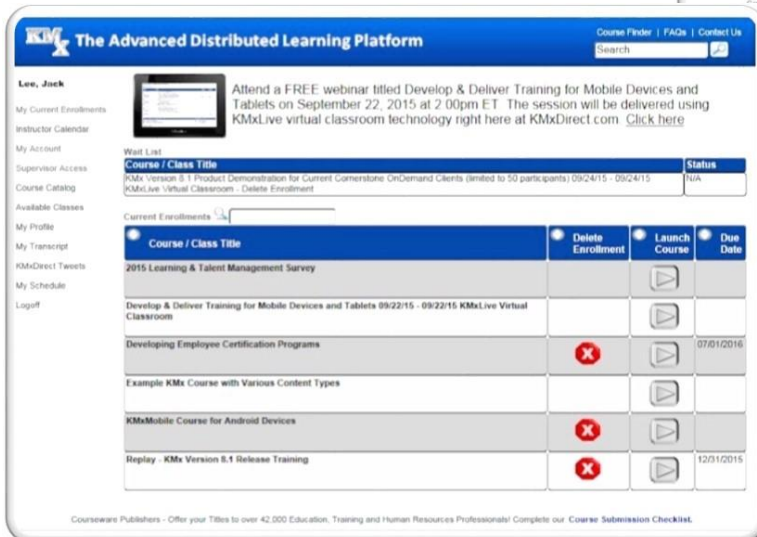 KMx The Advanced Distributed Learning Platform
Course Finder | FAQs | Contact Us
Search
Lee, Jack
My Current Enrollments
Instructor Calendar
My Account
Supervisor Access
Course Catalog
Available Classes
My Profile
My Transcript
KMxDirect Tweets
My Schedule
Logoff
Attend a FREE webinar titled Develop & Deliver Training for Mobile Devices and
Tablets on September 22, 2015 at 2 00pm ET The session will be delivered using
KMxLive virtual classroom technology right here at KMxDirect.com Click here
Wait List
Course / Class Title Status
KMx Version 8.1 Product Demonstration for Current Cornerstone OnDemand Clients (limited to 50 participants) 09/24/15 - 09/24/15 N/A
KMxLive Virtual Classroom - Delete Enrollment
Current Enrollments
Course / Class Title Delete Enrollment Launch Course Due Date
2015 Learning & Talent Management Survey
Develop & Deliver Training for Mobile Devices and Tablets 09/22/15 - 09/22/15 KMxLive Virtual
Classroom
Developing Employee Certification Programs 07/01/2016
Example KMx Course with Various Content Types
KMxMobile Course for Android Devices
Replay - KMx Version 8.1 Release Training 12/31/2015
Courseware Publishers - Offer your Titles to over 42,000 Education, Training and Human Resources Professionals! Complete our Course Submission Checklist.